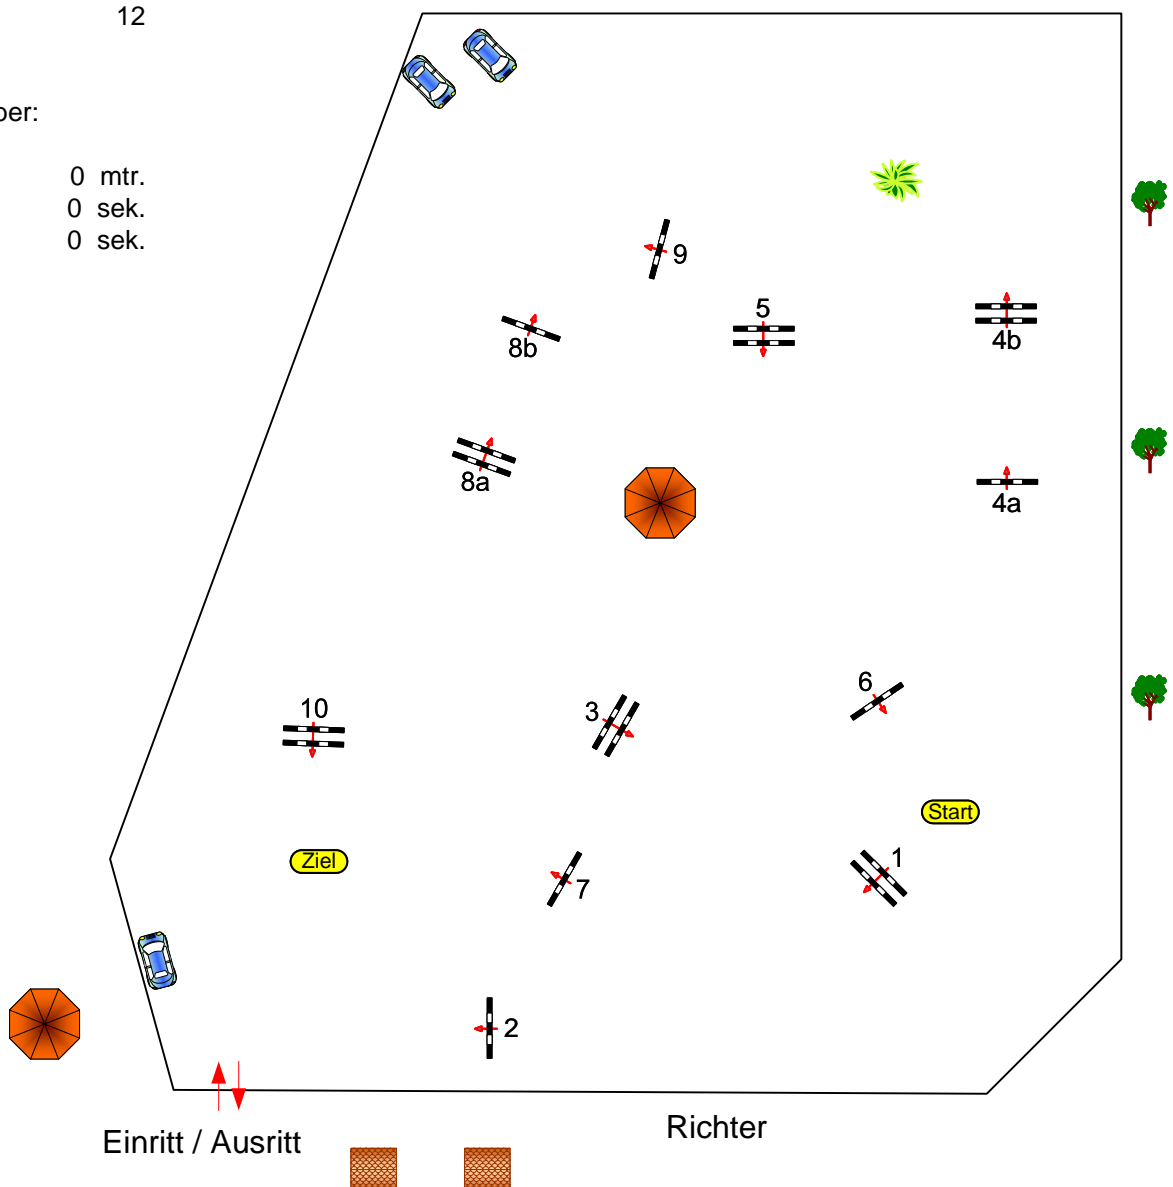 12
ber:
0 mtr.
0 sek.
0 sek.
9
5
8b
4b
8a
4a
6
10
3
Start
1
Ziel
7
2
Richter
Einritt / Ausritt